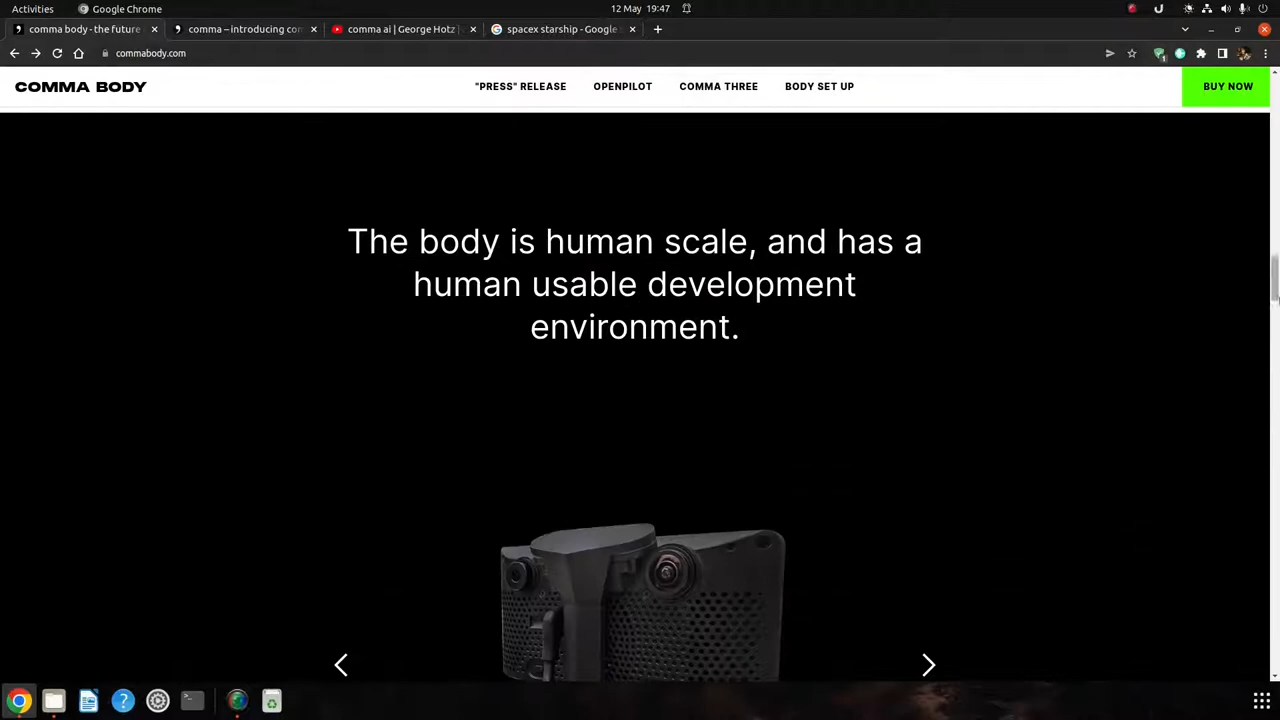 Activities
Google Chrome
12 May 19:47
comma body - the future
comma – introducing con
comma ai | George Hotz |
spacex starship - Google
commabody.com
1
COMMA BODY
"PRESS" RELEASE
OPENPILOT
COMMA THREE
BODY SET UP
BUY NOW
The body is human scale, and has a
human usable development
environment.